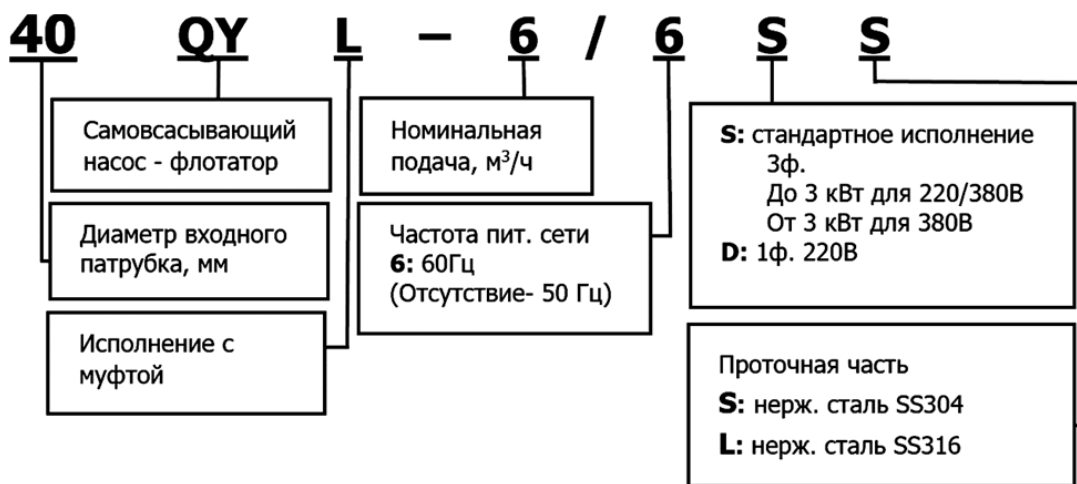 40 QY L – 6 / 6 S S
Самовсасывающий
насос - флотатор
Диаметр входного
патрубка, мм
Исполнение с
муфтой
Номинальная
подача, м³/ч
Частота пит. сети
6: 60Гц
(Отсутствие- 50 Гц)
S: стандартное исполнение
3ф.
До 3 кВт для 220/380В
От 3 кВт для 380В
D: 1ф. 220В
Проточная часть
S: нерж. сталь SS304
L: нерж. сталь SS316